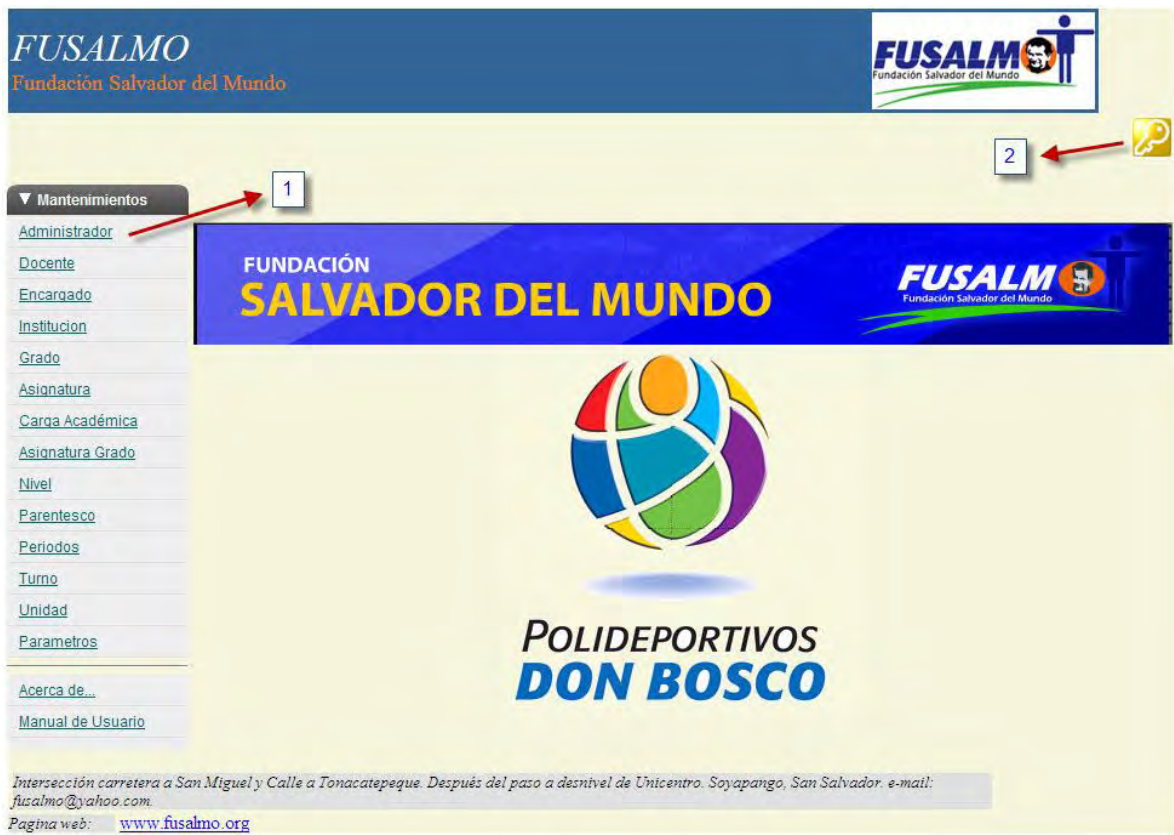 FUSALMO
Fundación Salvador del Mundo
FUSALMO
Fundación Salvador del Mundo
2
1
▼ Mantenimientos
Administrador
Docente
Encargado
Institucion
Grado
Asignatura
Carga Académica
Asignatura Grado
Nivel
Parentesco
Periodos
Turno
Unidad
Parametros
Acerca de...
Manual de Usuario
FUNDACIÓN
SALVADOR DEL MUNDO
FUSALMO
Fundación Salvador del Mundo
POLIDEPORTIVOS
DON BOSCO
Intersección carretera a San Miguel y Calle a Tonacatepeque. Después del paso a desnivel de Unicentro. Soyapango, San Salvador. e-mail:
fusalmo@yahoo.com.
Pagina web: www.fusalmo.org